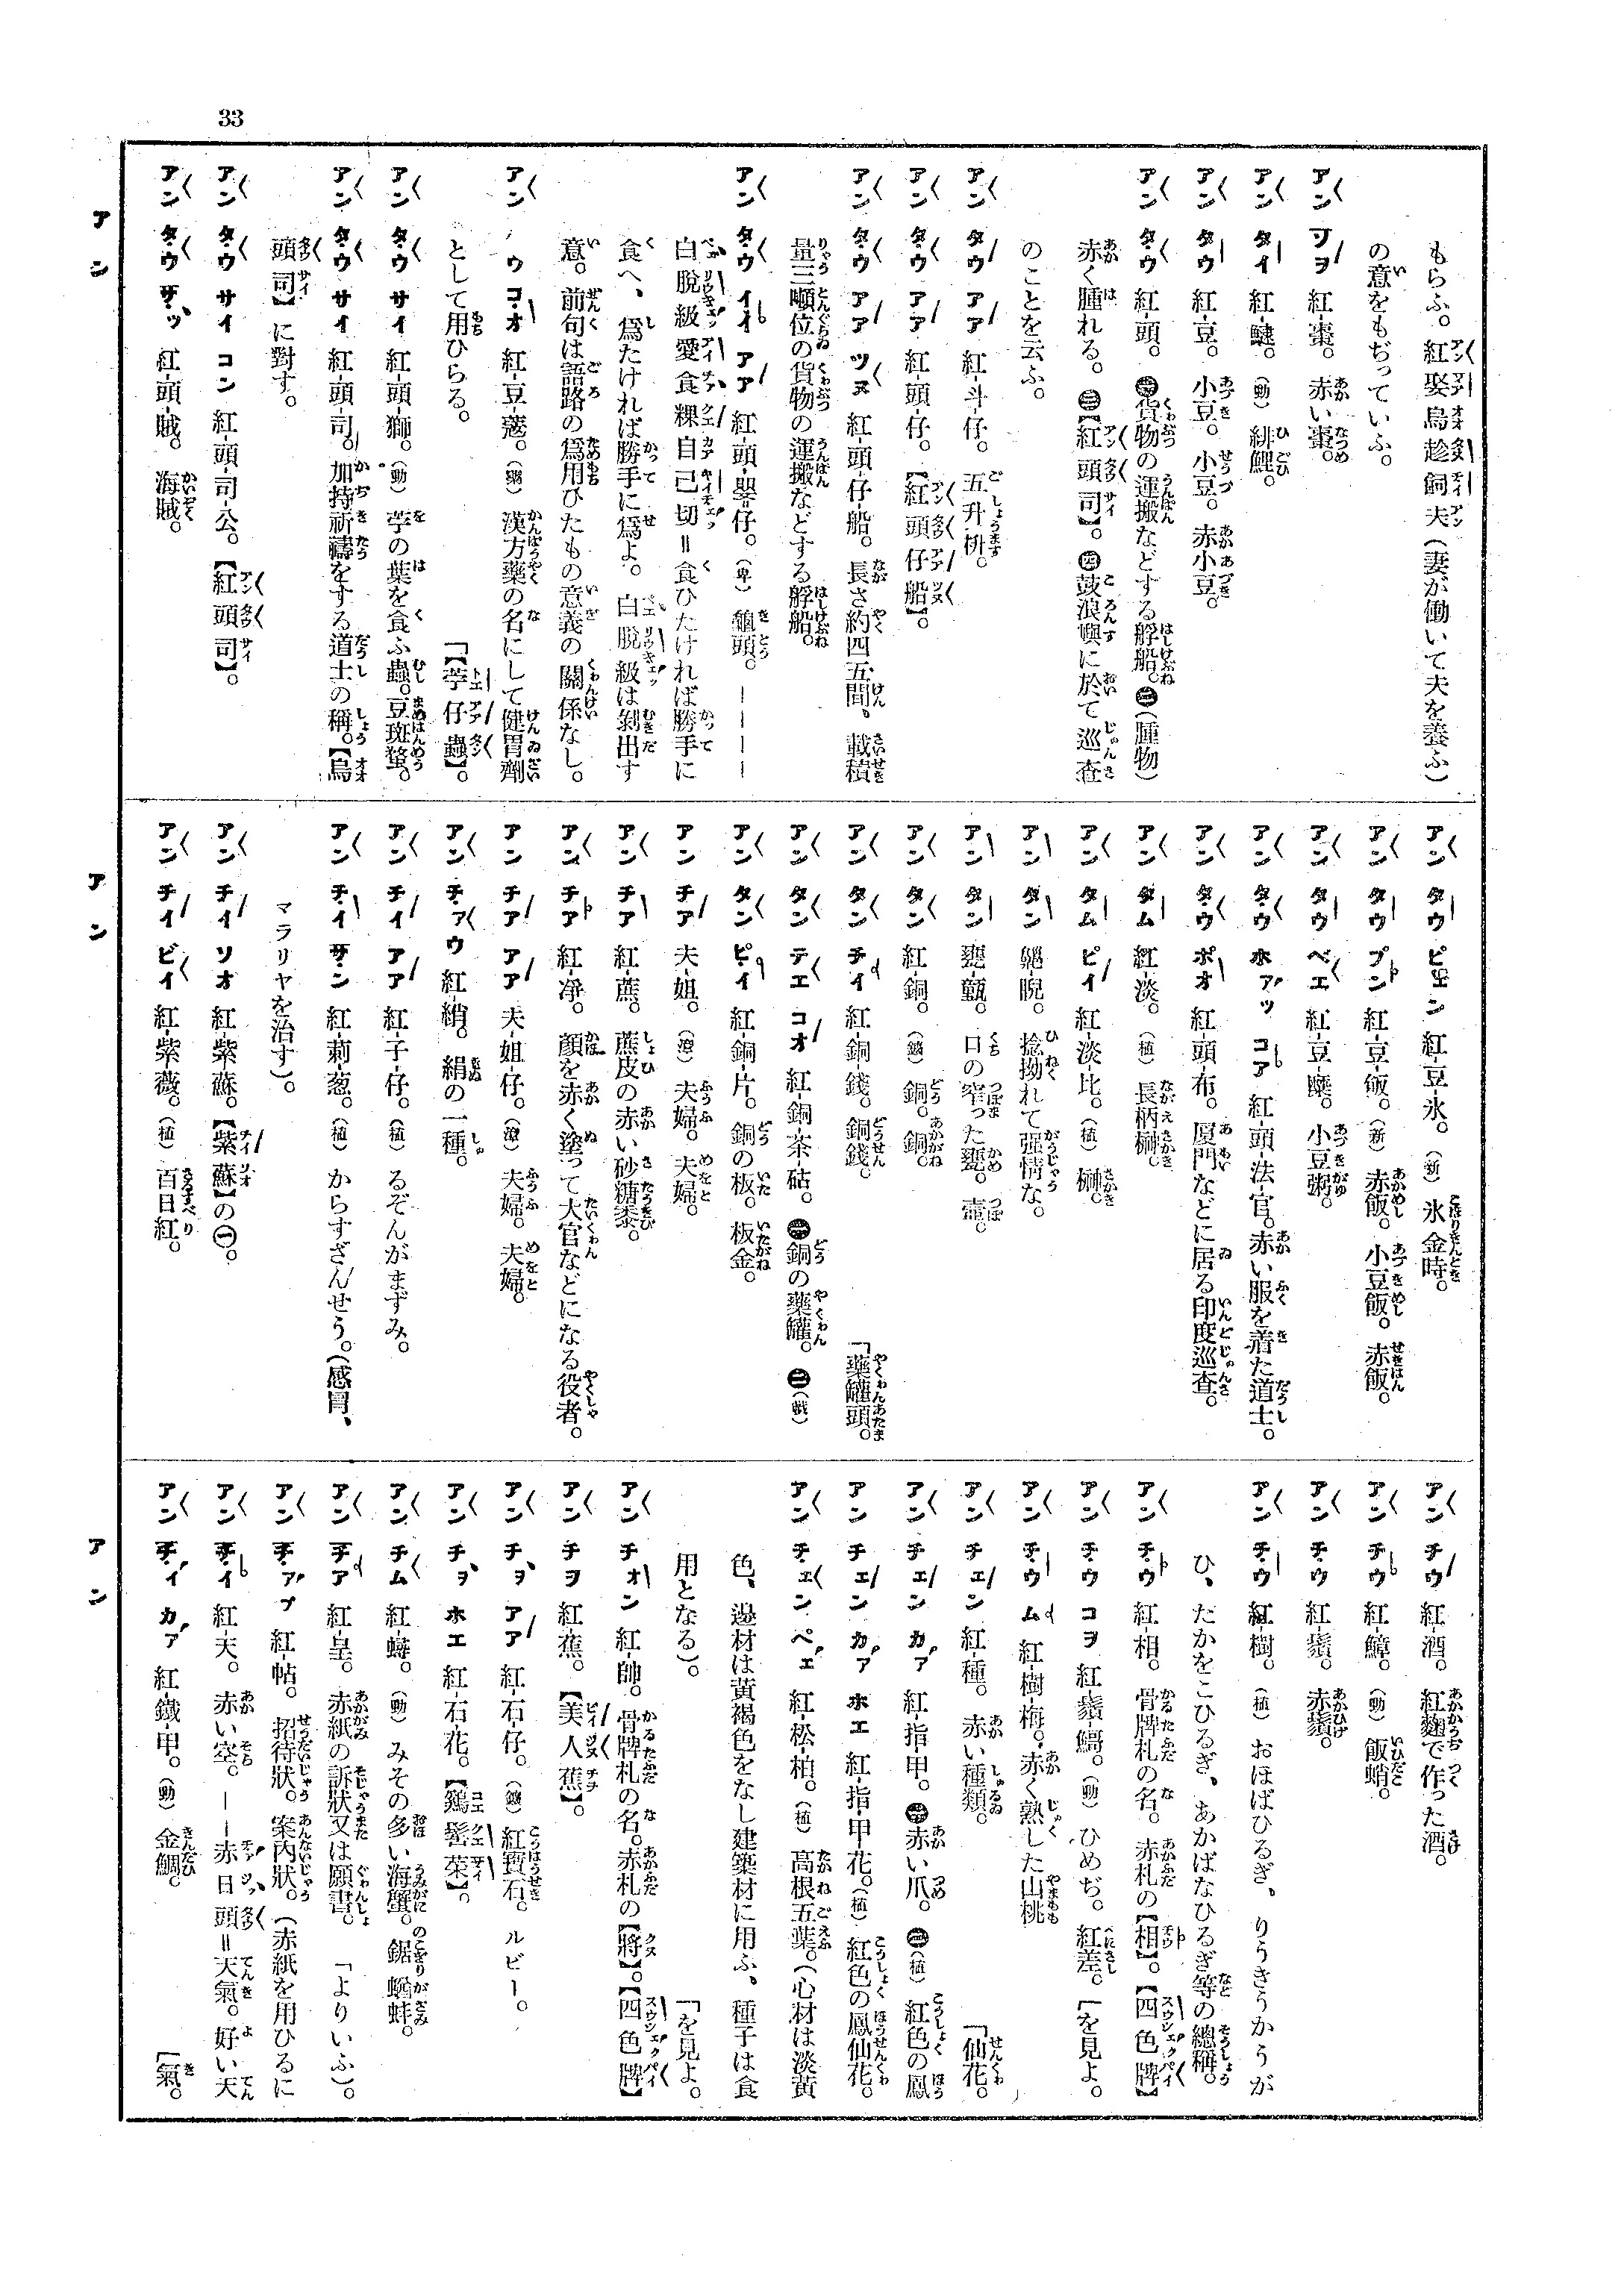 33
もらふ。紅娶烏趁飼夫(妻が働いて夫を養ふ)
の意をもぢっていふ。
アン ソヲ 紅-棗。赤い棗。
アン タイ 紅-鰱。(動)緋鯉。
アン タウ 紅-豆。小豆。小豆。赤小豆。
アン タウ 紅-頭。㊀貨物の運搬などする艀船。㊁(腫物)
赤く腫れる。㊂【紅頭司】。㊃鼓浪嶼に於て巡査
のことを云ふ。
アン タウ アア 紅-斗-仔。五升枡。
アン タウ アア 紅-頭-仔。【紅頭仔船】。
アン タウ アア ツヌ 紅-頭-仔-船。長さ約四五間、載積
量三噸位の貨物の運搬などする艀船。
アン タウ イイ アア 紅-頭-嬰-仔。(卑)龜頭。————
白脫級愛食粿自己切=食ひたければ勝手に
食へ、爲たければ勝手に爲よ。白脫級は剝出す
意。前句は語路の爲用ひたもの意義の關係なし。
アン タウ コオ 紅-豆-蔻。(藥)漢方藥の名にして健胃劑
として用ひらる。 「【苧仔蟲】。
アン タウ サイ 紅-頭-獅。(動)苧の葉を食ふ蟲。豆斑蝥。
アン タウ サイ 紅-頭-司。加持祈禱をする道士の稱。【烏
頭司】に對す。
アン タウ サイ コン 紅-頭-司-公。【紅頭司】。
アン タウ サッ 紅-頭-賊。海賊。
アン タウ ピェン 紅-豆-氷。(新)氷金時。
アン タウ プン 紅-豆-飯。(新)赤飯。小豆飯。赤飯。
アン タウ ベエ 紅-豆-糜。小豆粥。
アン タウ ホァッ コア 紅-頭-法-官。赤い服を着た道士。
アン タウ ポオ 紅-頭-布。厦門などに居る印度巡査。
アン タム 紅-淡。(植)長柄榊。
アン タム ピイ 紅-淡-比。(植)榊。
アン タン 睨。捻拗れて强情な。
アン タン 甕-甄。口の窄った甕。壺。
アン タン 紅-銅。(鑛)銅。銅。
アン タン チイ 紅-銅-錢。銅錢。 「藥罐頭。
アン タン テエ コオ 紅-銅-茶-砧。㊀銅の藥罐。㊁(戲)
アン タン ピイ 紅-銅-片。銅の板。板金。
アン チア 夫-姐。(漳)夫婦。夫婦。
アン チア 紅-蔗。蔗皮の赤い砂糖黍。
アン チア 紅-凈。顏を赤く塗って大官などになる役者。
アン チア アア 夫-姐-仔。(漳)夫婦。夫婦。
アン チァウ 紅-綃。絹の一種。
アン チイ アア 紅-子-仔。(植)るぞんがまずみ。
アン チイ サン 紅-莿-葱。(植)からすざんせう。(感冒、
マラリヤを治す)。
アン チイ ソオ 紅-紫-蘇。【紫蘇】の㊀。
アン チイ ビイ 紅-紫-薇。(植)百日紅。
アン チウ 紅-酒。紅麴で作った酒。
アン チウ 紅-鱆。(動)飯蛸。
アン チウ 紅-鬚。赤鬚。
アン チウ 紅-樹。(植)おほばひるぎ、りうきうかうが
ひ、たかをこひるぎ、あかばなひるぎ等の總稱。
アン チウ 紅-相。骨牌札の名。赤札の【相】。【四色牌】
アン チウ コヲ 紅-鬚-鰡。(動)ひめぢ。紅差。 「を見よ。
アン チウ ム 紅-樹-梅。赤く熟した山桃
アン チェン 紅-種。赤い種類。 「仙花。
アン チェン カァ 紅-指-甲。㊀赤い爪。㊁(植)紅色の鳳
アン チェン カァ ホエ 紅-指-甲花。(植)紅色の鳳仙花。
アン チェン ペェ 紅-松-柏。(植)高根五葉。(心材は淡黃
色、邊材は黃褐色をなし建築材に用ふ、種子は食
用となる)。 「を見よ。
アン チォン 紅-帥。骨牌札の名。赤札の【將】。【四色牌】
アン チヲ 紅-蕉。【美人蕉】。
アン チヲ アア 紅-石-仔。(鑛)紅寶石。ルビー。
アン チヲ ホエ 紅-石-花。【鷄髻菜】。
アン チム 紅-蟳。(動)みその多い海蟹。鋸蝤蛑。
アン チア 紅-皇。赤紙の訴狀又は願書。 「よりいふ)。
アン チァプ 紅-帖。招待狀。案內狀。(赤紙を用ひるに
アン チイ 紅-天。赤い空。——赤日頭=天氣。好い天
アン チイ カァ 紅-鐵-甲。(動)金鯛。 「氣。
アン
アン
アン